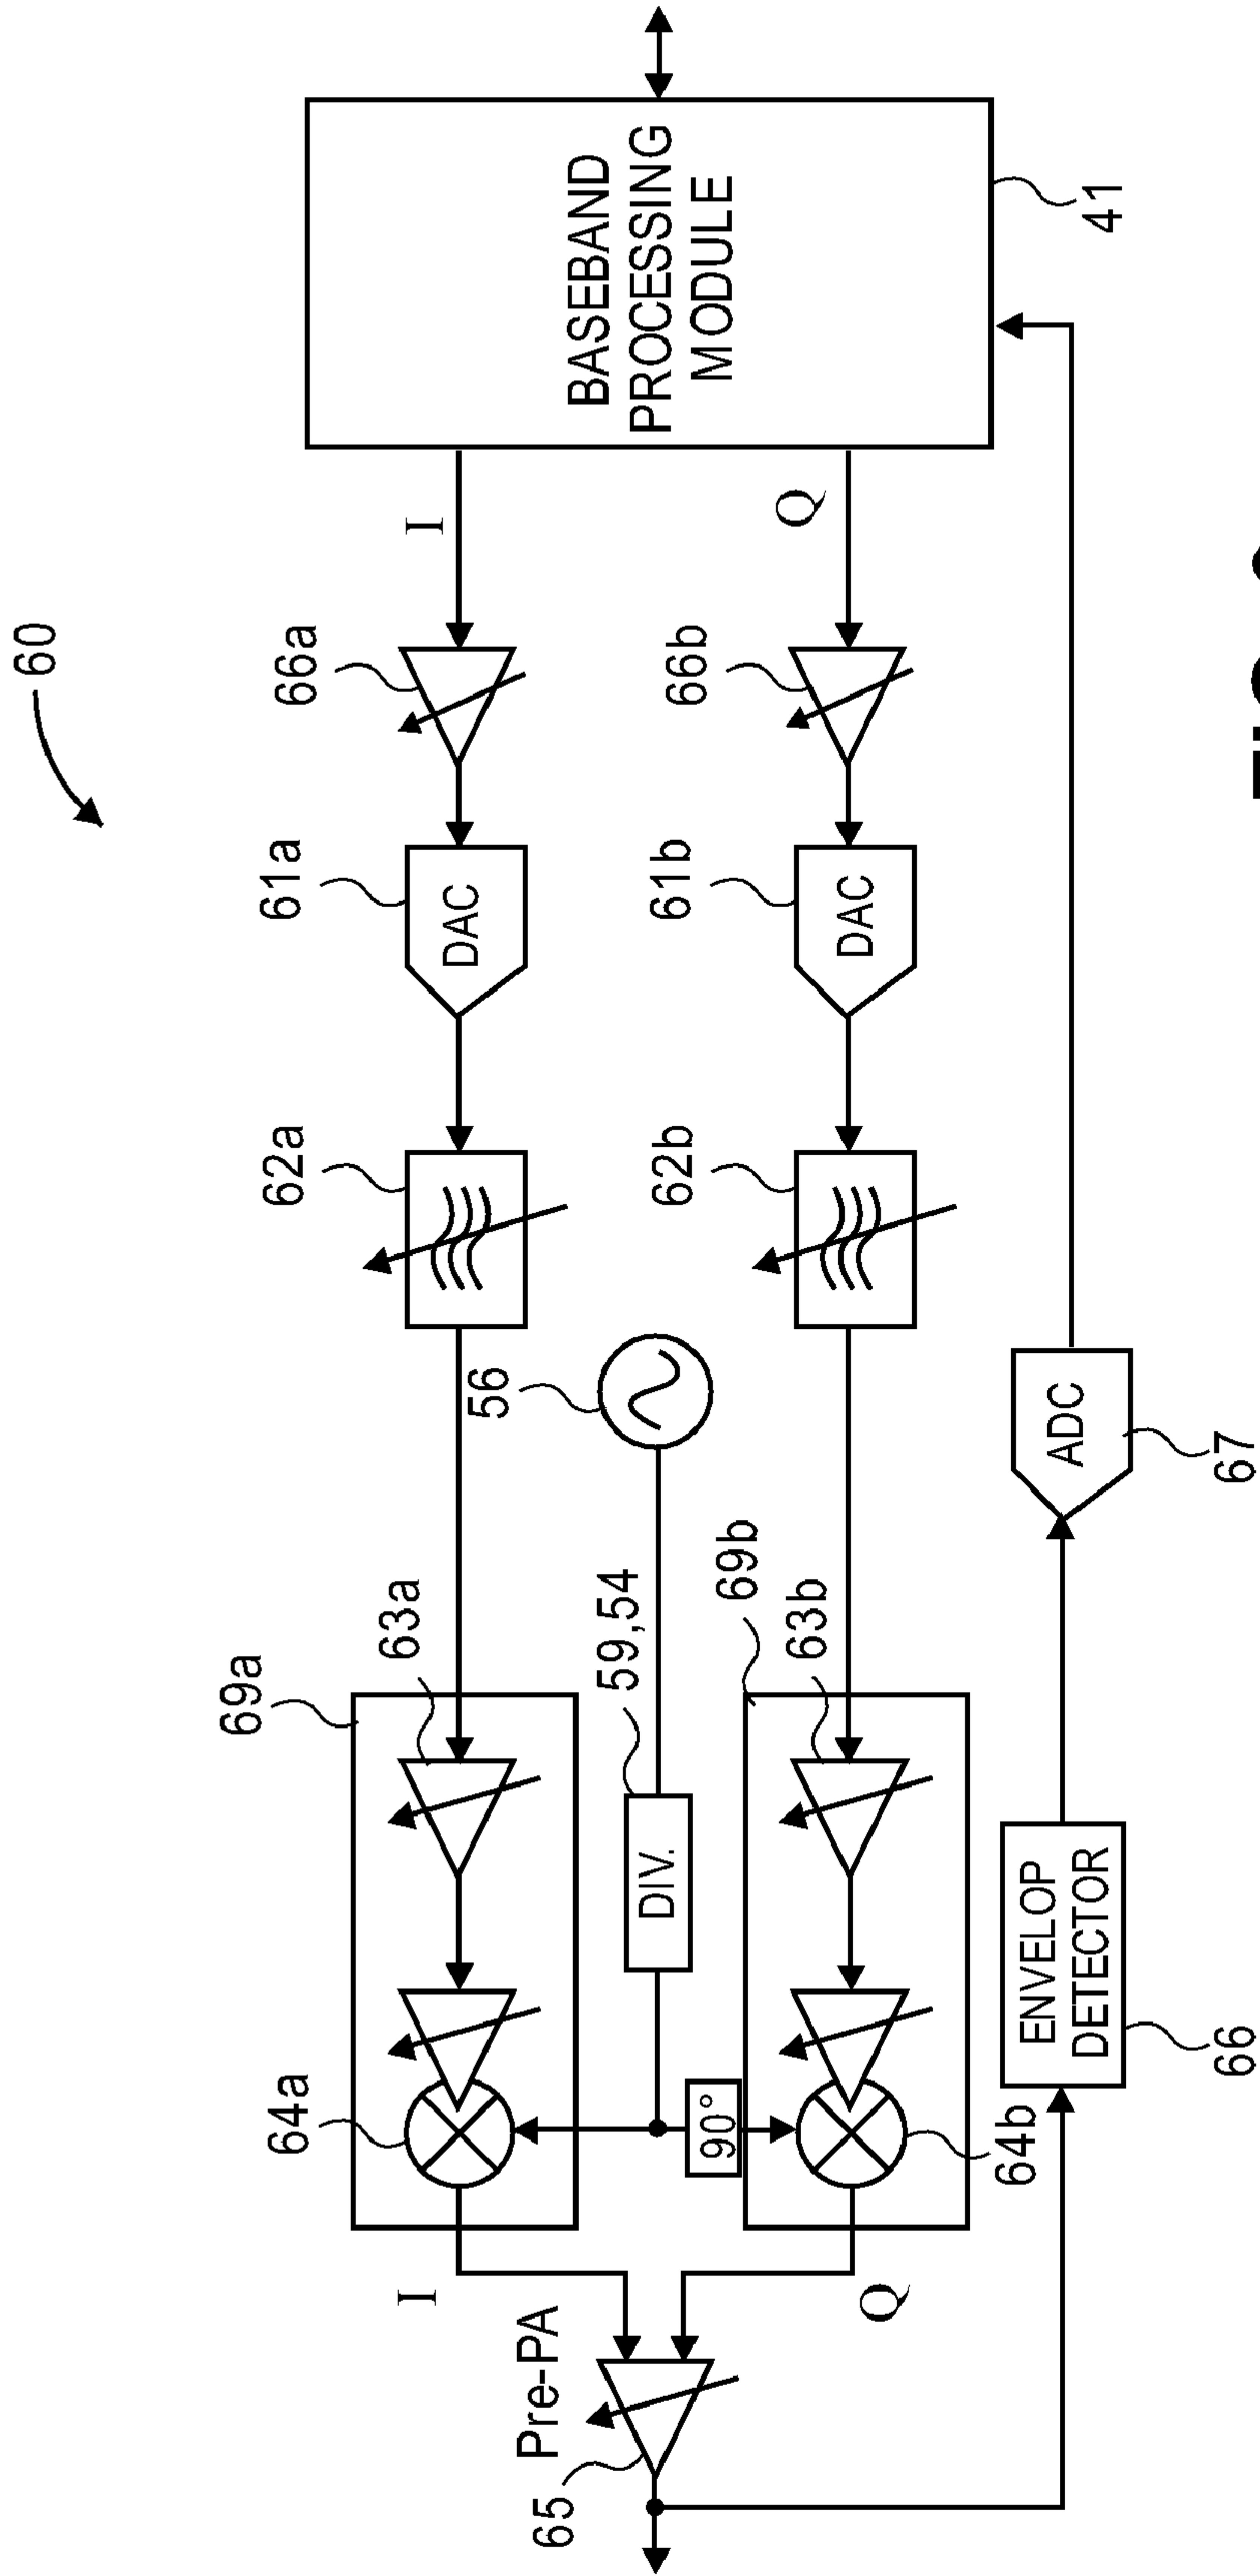 60
66a
61a
62a
63a
69a
64a
I
DAC
I
BASEBAND
PROCESSING
MODULE
41
56
59,54
DIV.
90°
Pre-PA
65
Q
66b
61b
DAC
62b
69b
63b
64b
Q
ADC
67
ENVELOP
DETECTOR
66